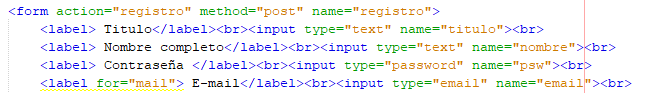 <form action="registro" method="post" name="registro">
<label> Titulo</label><br><input type="text" name="titulo"><br>
<label> Nombre completo</label><br><input type="text" name="nombre"><br>
<label> Contraseña </label><br><input type="password" name="psw"><br>
<label for="mail"> E-mail</label><br><input type="email" name="email"><br>